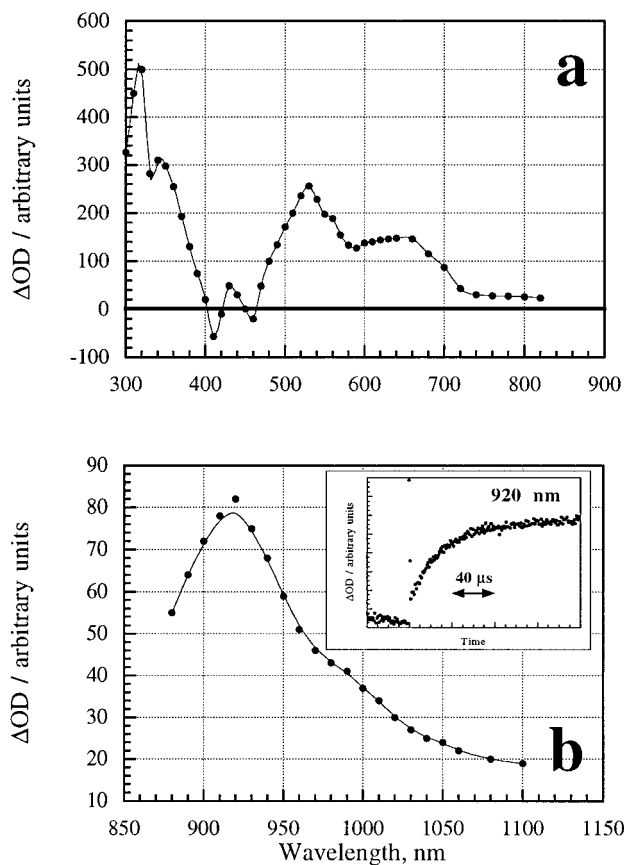 600
500
400
300
200
100
0
-100
ΔOD / arbitrary units
a
300 400 500 600 700 800 900
90
80
70
60
50
40
30
20
10
ΔOD / arbitrary units
920 nm
ΔOD / arbitrary units
40 µs
Time
b
850 900 950 1000 1050 1100 1150
Wavelength, nm